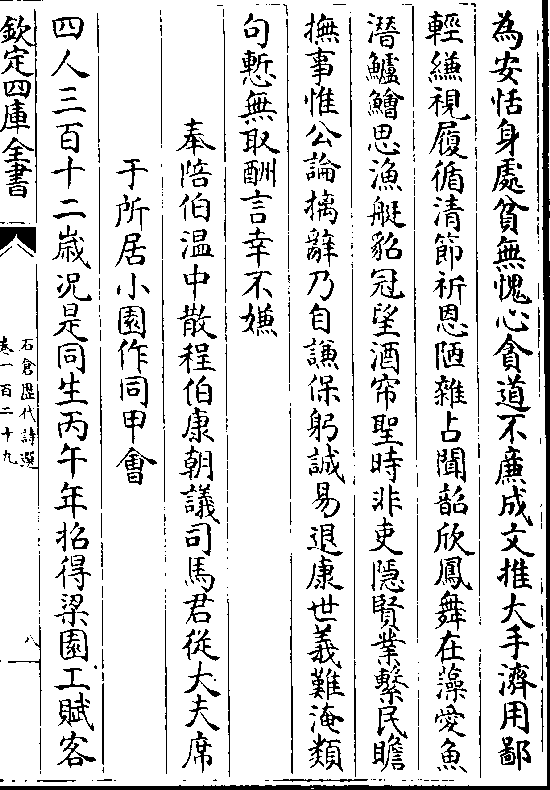 為安恬身處貧無愧心貪道不廉成文推大手濟用鄙
輕縑視履循清節祈恩陋雜占聞韶欣鳳舞在藻愛魚
潛鱸鱠思漁艇貂冠望酒帘聖時非吏隱賢業繫民瞻
撫事惟公論摛辭乃自謙保躬誠易退康世義難淹類
句慙無取酬言幸不嫌
奉陪伯温中散程伯康朝議司馬君從大夫席
于所居小園作同甲會
四人三百十二嵗况是同生丙午年招得梁園工賦客
欽定四庫全書
石倉歷代詩選
卷一百二十九
八